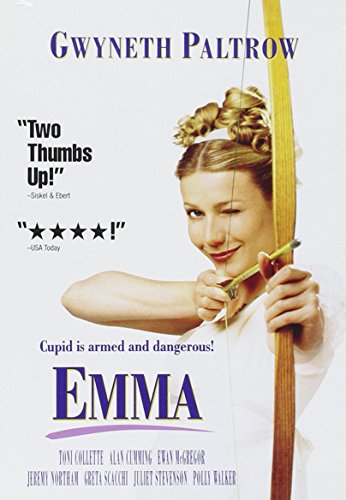 GWYNETH PALTROW
"Two
Thumbs
Up!"
–Siskel & Ebert
"★★★★!"
–USA Today
Cupid is armed and dangerous!
EMMA
TONI COLLETTE ALAN CUMMING EWAN McGREGOR
JEREMY NORTHAM GRETA SCACCHI JULIET STEVENSON POLLY WALKER